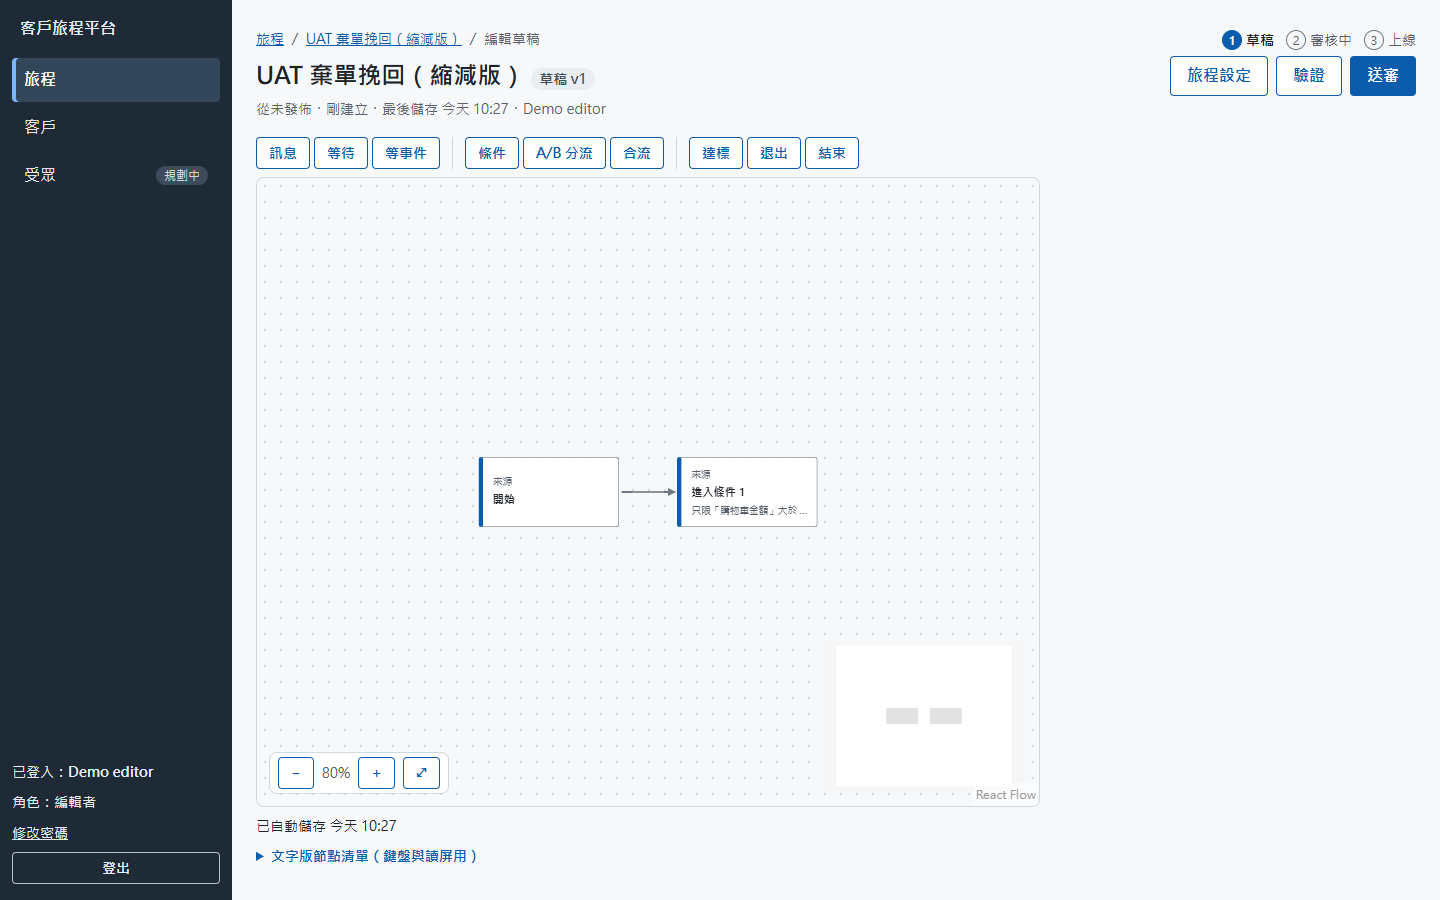 客戶旅程平台
旅程
客戶
受眾 規劃中
已登入：Demo editor
角色：編輯者
修改密碼
登出
旅程 / UAT 棄單挽回（縮減版） / 編輯草稿
UAT 棄單挽回（縮減版） 草稿 v1
從未發佈 · 剛建立 · 最後儲存 今天 10:27 · Demo editor
1 草稿 2 審核中 3 上線
旅程設定 驗證 送審
訊息 等待 等事件 條件 A/B 分流 合流 達標 退出 結束
來源
開始
來源
進入條件 1
只限「購物車金額」大於 ...
− 80% + ⤢
React Flow
已自動儲存 今天 10:27
▶ 文字版節點清單（鍵盤與讀屏用）